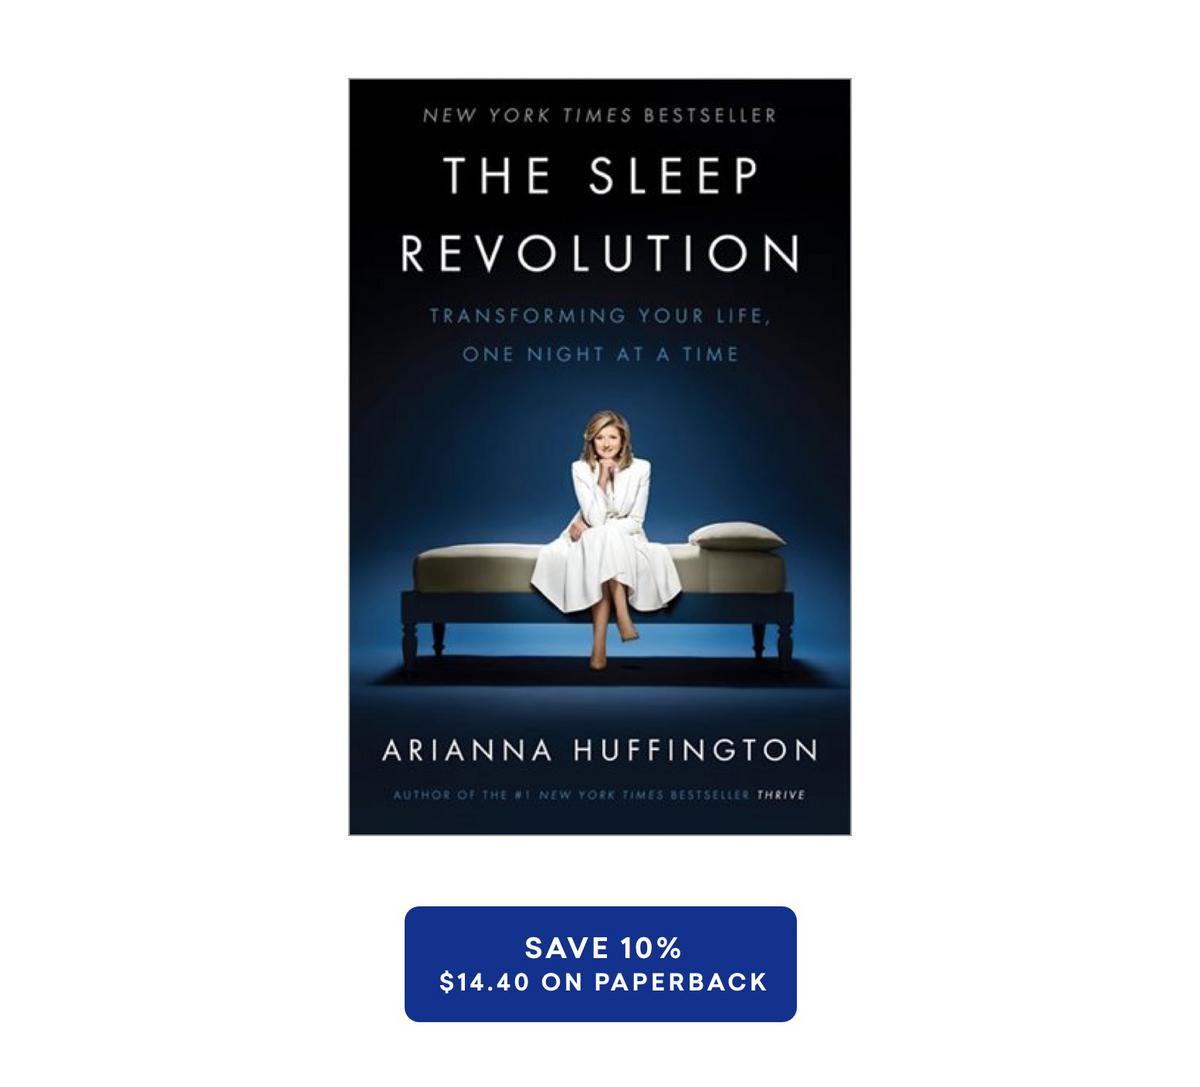 NEW YORK TIMES BESTSELLER
THE SLEEP
REVOLUTION
TRANSFORMING YOUR LIFE,
ONE NIGHT AT A TIME
ARIANNA HUFFINGTON
AUTHOR OF THE #1 NEW YORK TIMES BESTSELLER THRIVE
SAVE 10%
$14.40 ON PAPERBACK